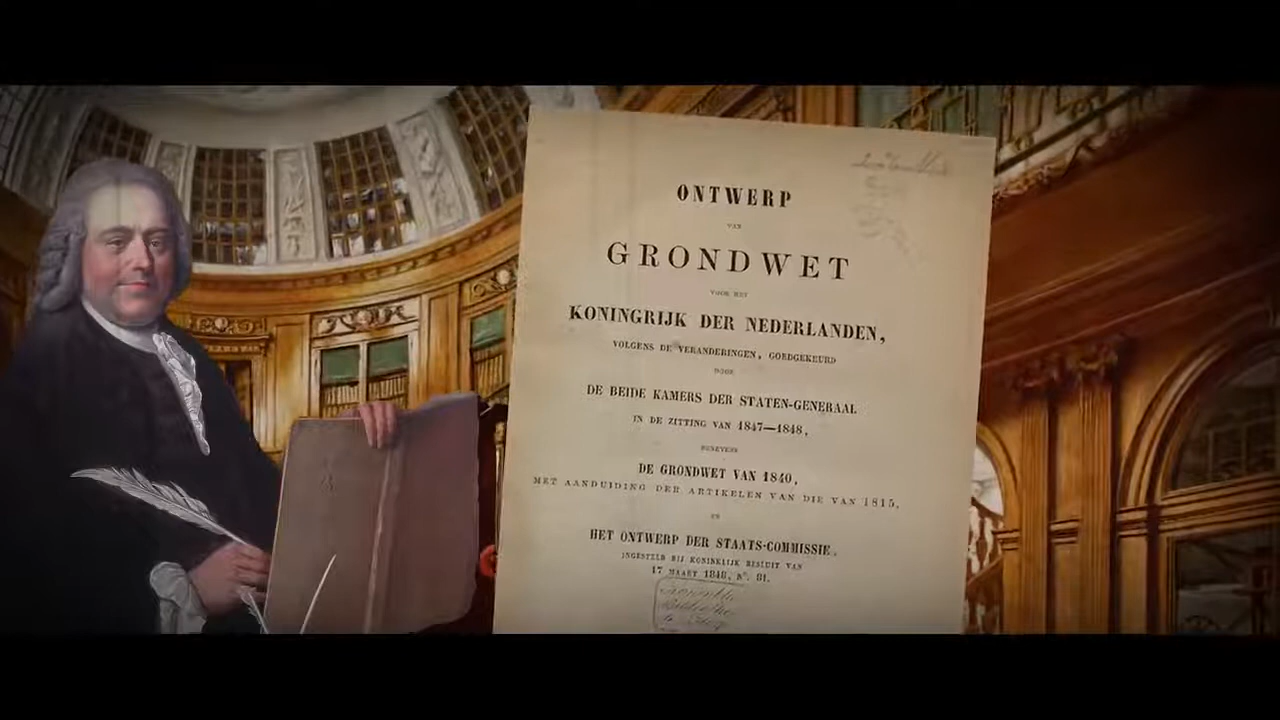 ONTWERP
VAN
GRONDWET
VOOR HET
KONINGRIJK DER NEDERLANDEN,
VOLGENS DE VERANDERINGEN, GOEDGEKEURD
DOOR
DE BEIDE KAMERS DER STATEN-GENERAAL
IN DE ZITTING VAN 1847—1848,
BENEVENS
DE GRONDWET VAN 1840,
MET AANDUIDING DER ARTIKELEN VAN DIE VAN 1815,
EN
HET ONTWERP DER STAATS-COMMISSIE,
INGESTELD BIJ KONINKLIJK BESLUIT VAN
17 MAART 1848, N°. 81.